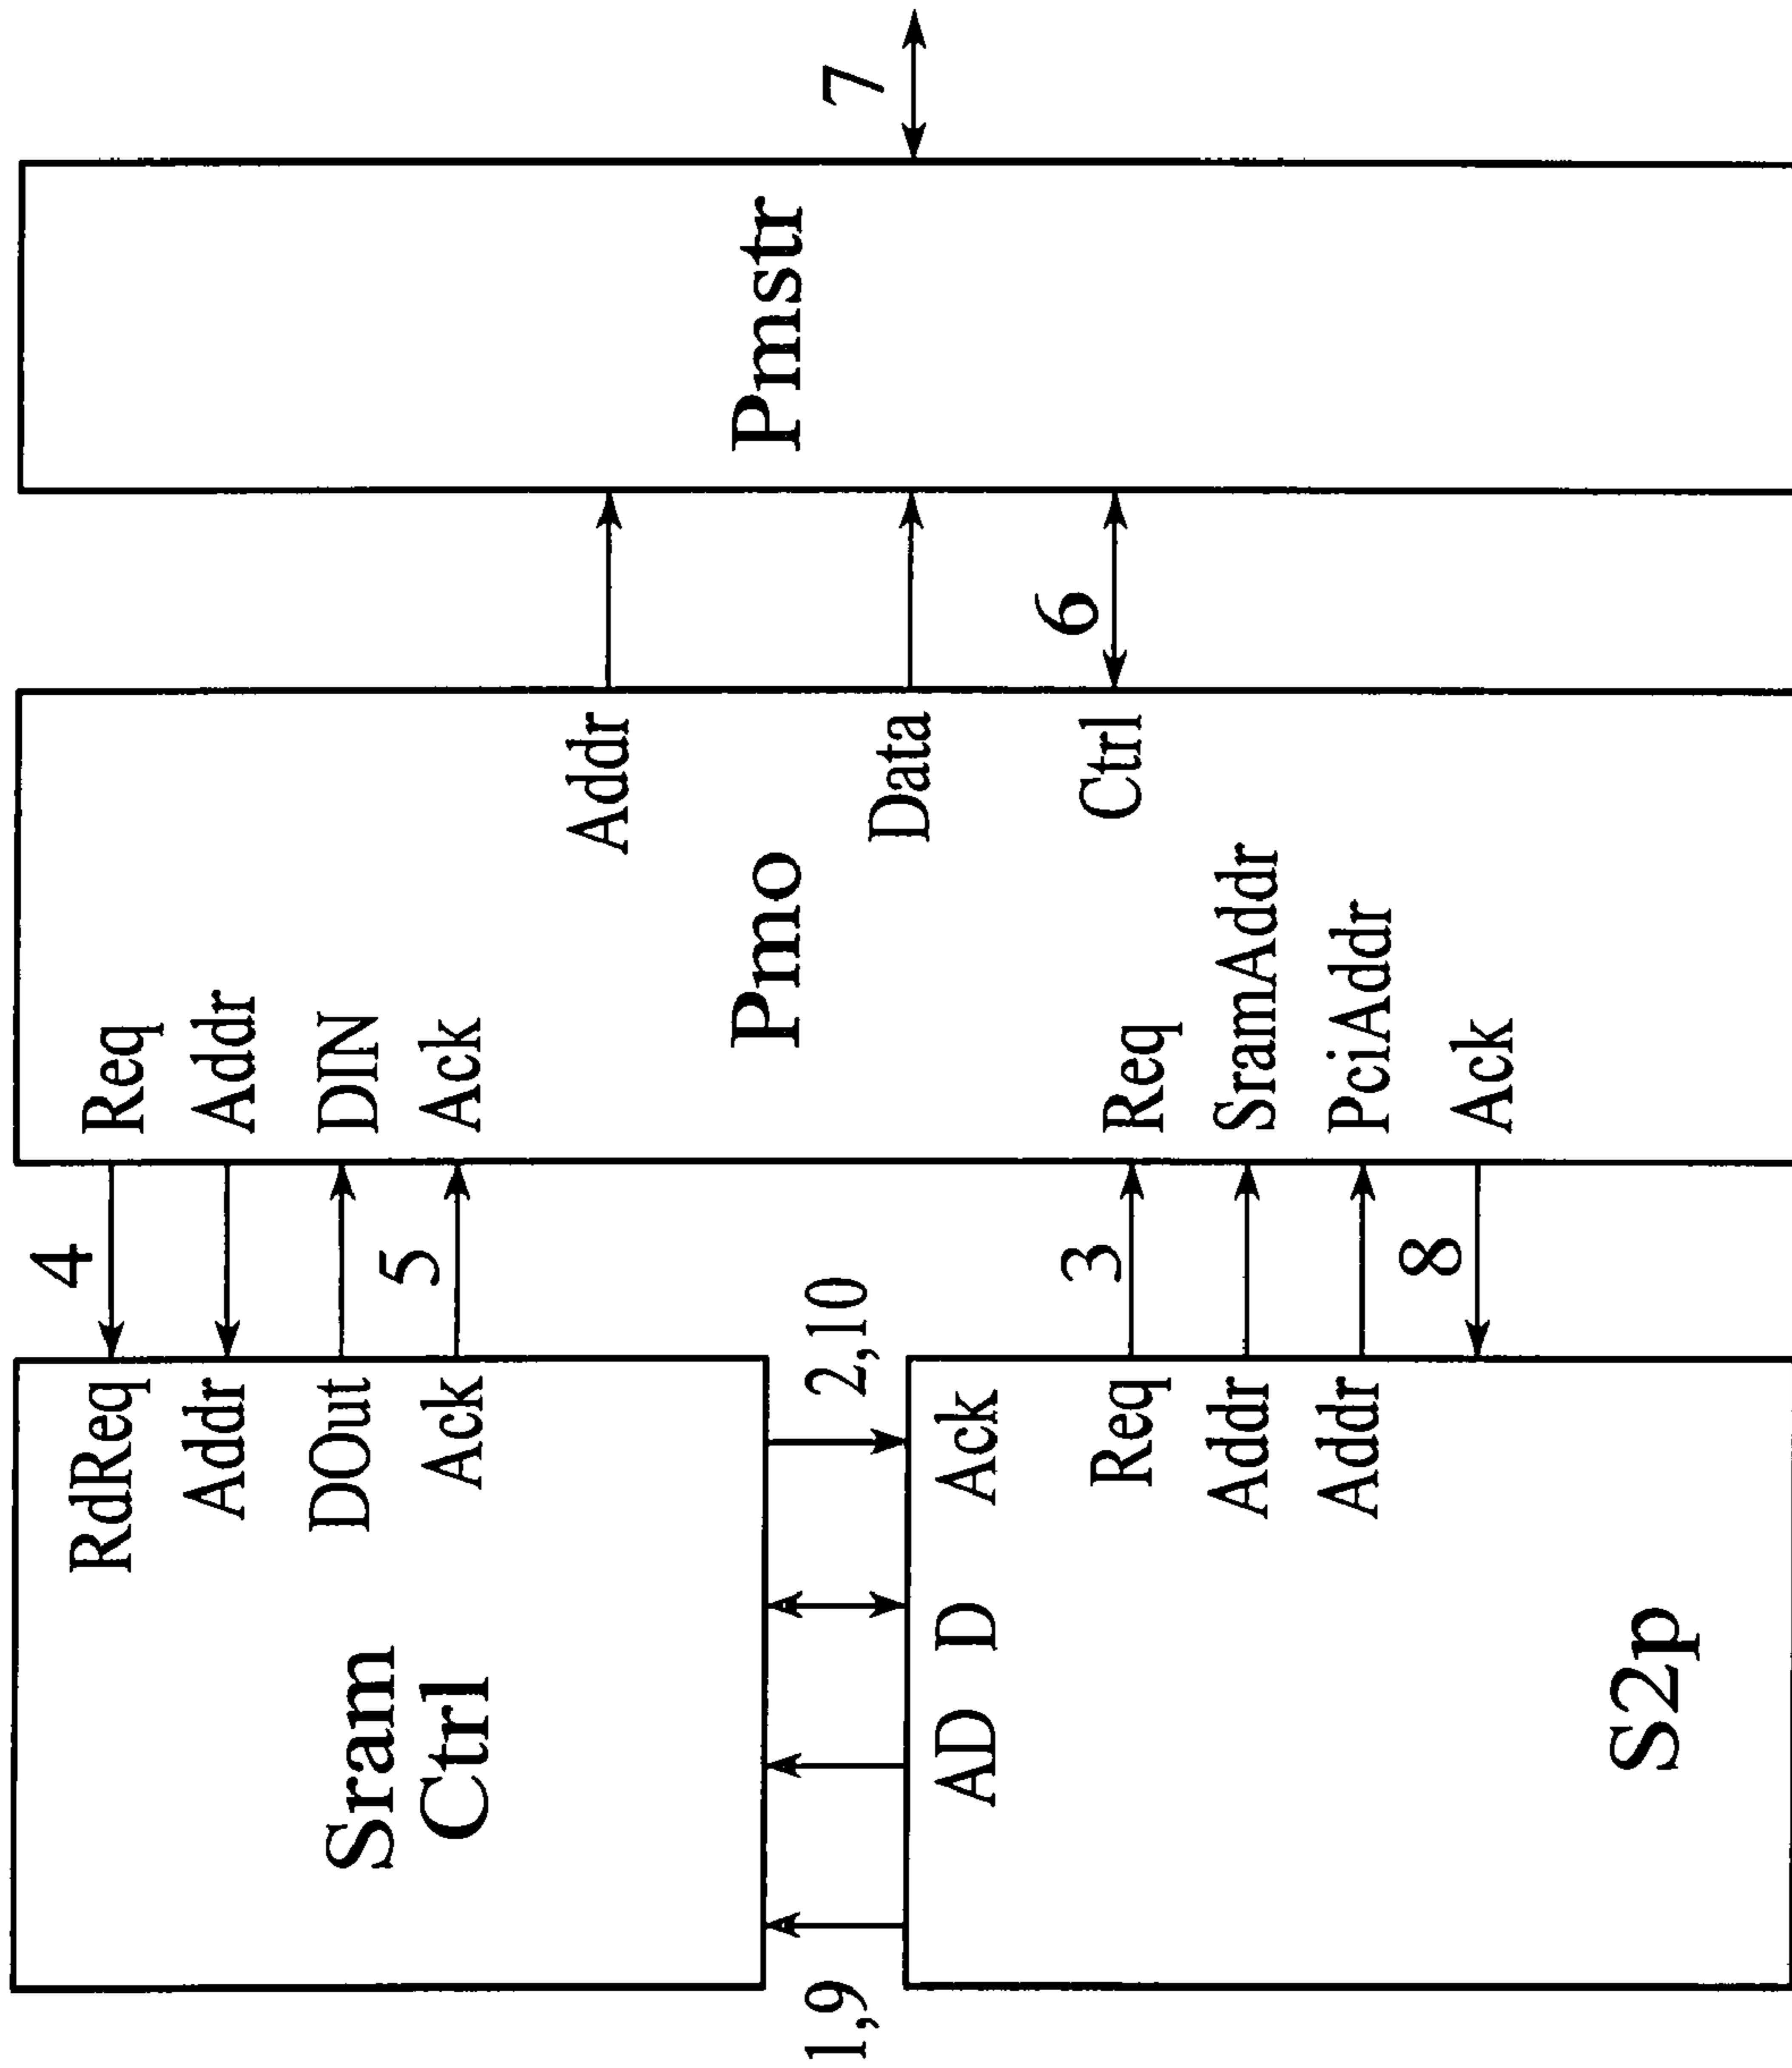 RdReq
Addr
Sram
Ctrl
DOut
Ack
4
5
Req
Addr
DIN
Ack
Addr
Pmo
Data
Ctrl
6
Pmstr
7
1,9
2,10
AD
D
Ack
Req
Addr
Addr
S2p
3
8
Req
SramAddr
PciAddr
Ack